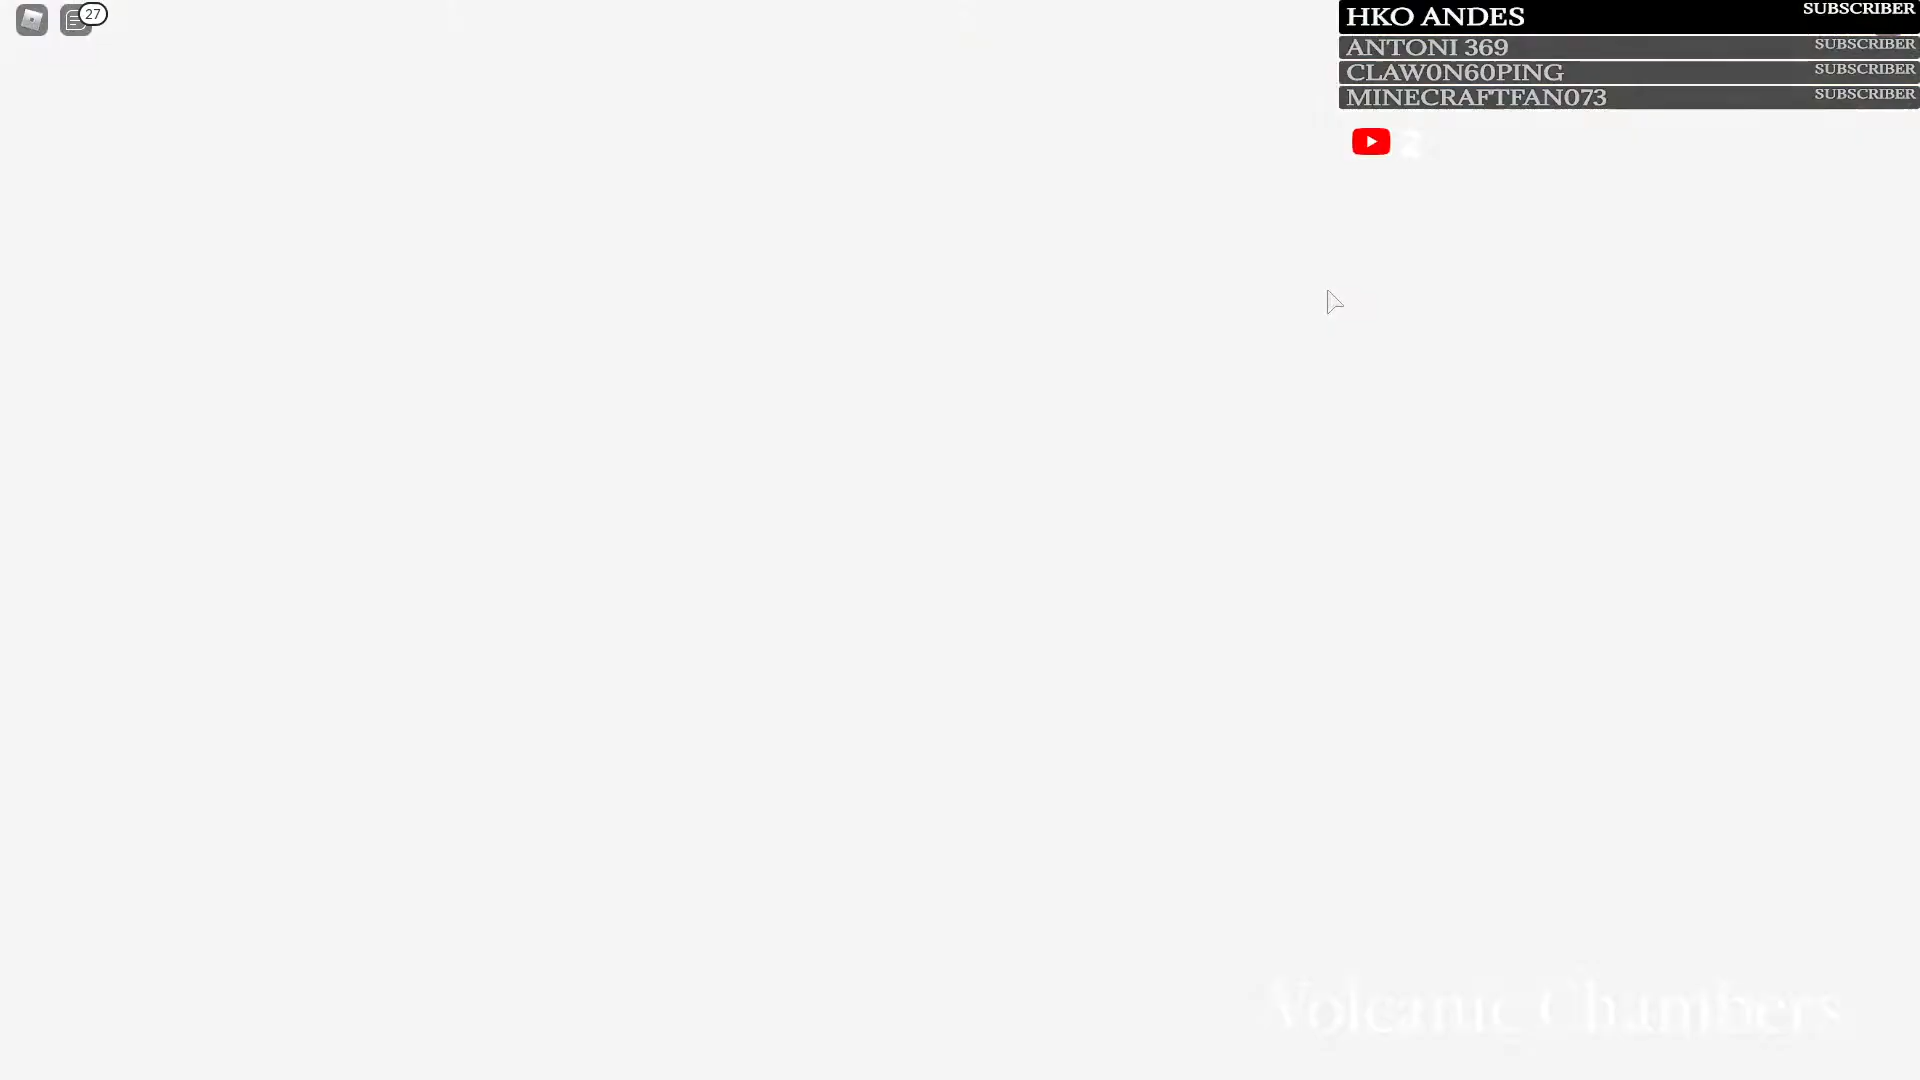 27
HKO ANDES SUBSCRIBER
ANTONI 369 SUBSCRIBER
CLAW0N60PING SUBSCRIBER
MINECRAFTFAN073 SUBSCRIBER
2
Volcanic Chambers